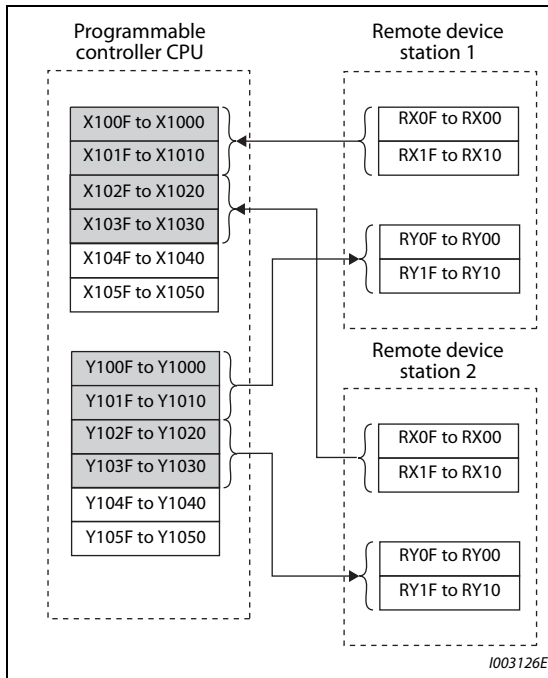 Programmable
controller CPU
X100F to X1000
X101F to X1010
X102F to X1020
X103F to X1030
X104F to X1040
X105F to X1050
Y100F to Y1000
Y101F to Y1010
Y102F to Y1020
Y103F to Y1030
Y104F to Y1040
Y105F to Y1050
Remote device
station 1
RX0F to RX00
RX1F to RX10
RY0F to RY00
RY1F to RY10
Remote device
station 2
RX0F to RX00
RX1F to RX10
RY0F to RY00
RY1F to RY10
I003126E